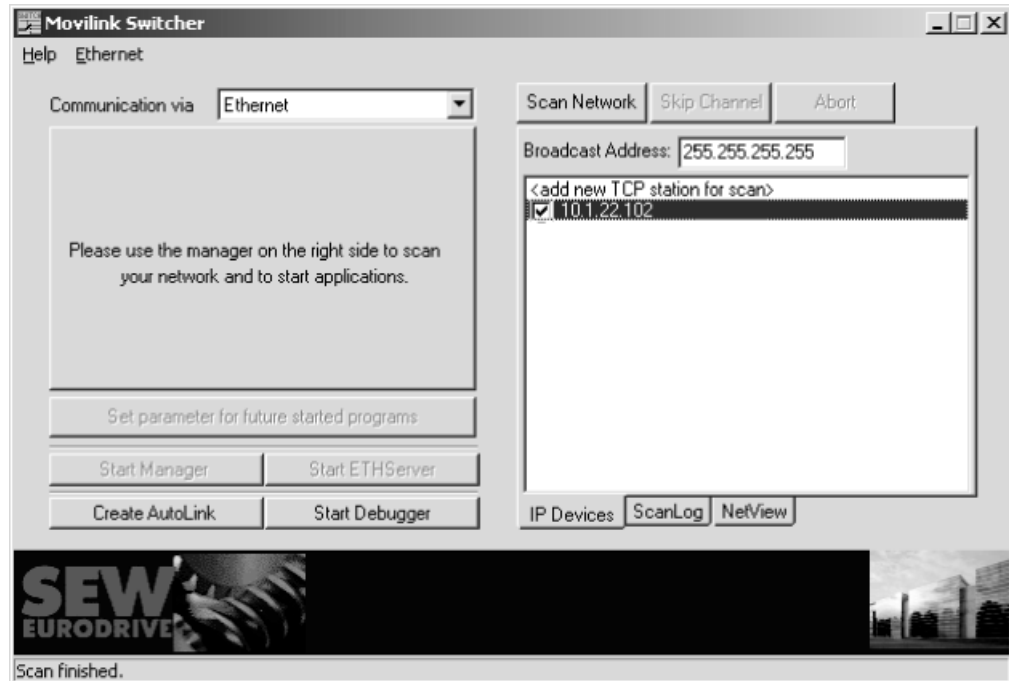 Movilink Switcher
Help Ethernet
Communication via Ethernet
Please use the manager on the right side to scan
your network and to start applications.
Set parameter for future started programs
Start Manager Start ETHServer
Create AutoLink Start Debugger
Scan Network Skip Channel Abort
Broadcast Address: 255.255.255.255
<add new TCP station for scan>
10.1.22.102
IP Devices ScanLog NetView
SEW
EURODRIVE
Scan finished.